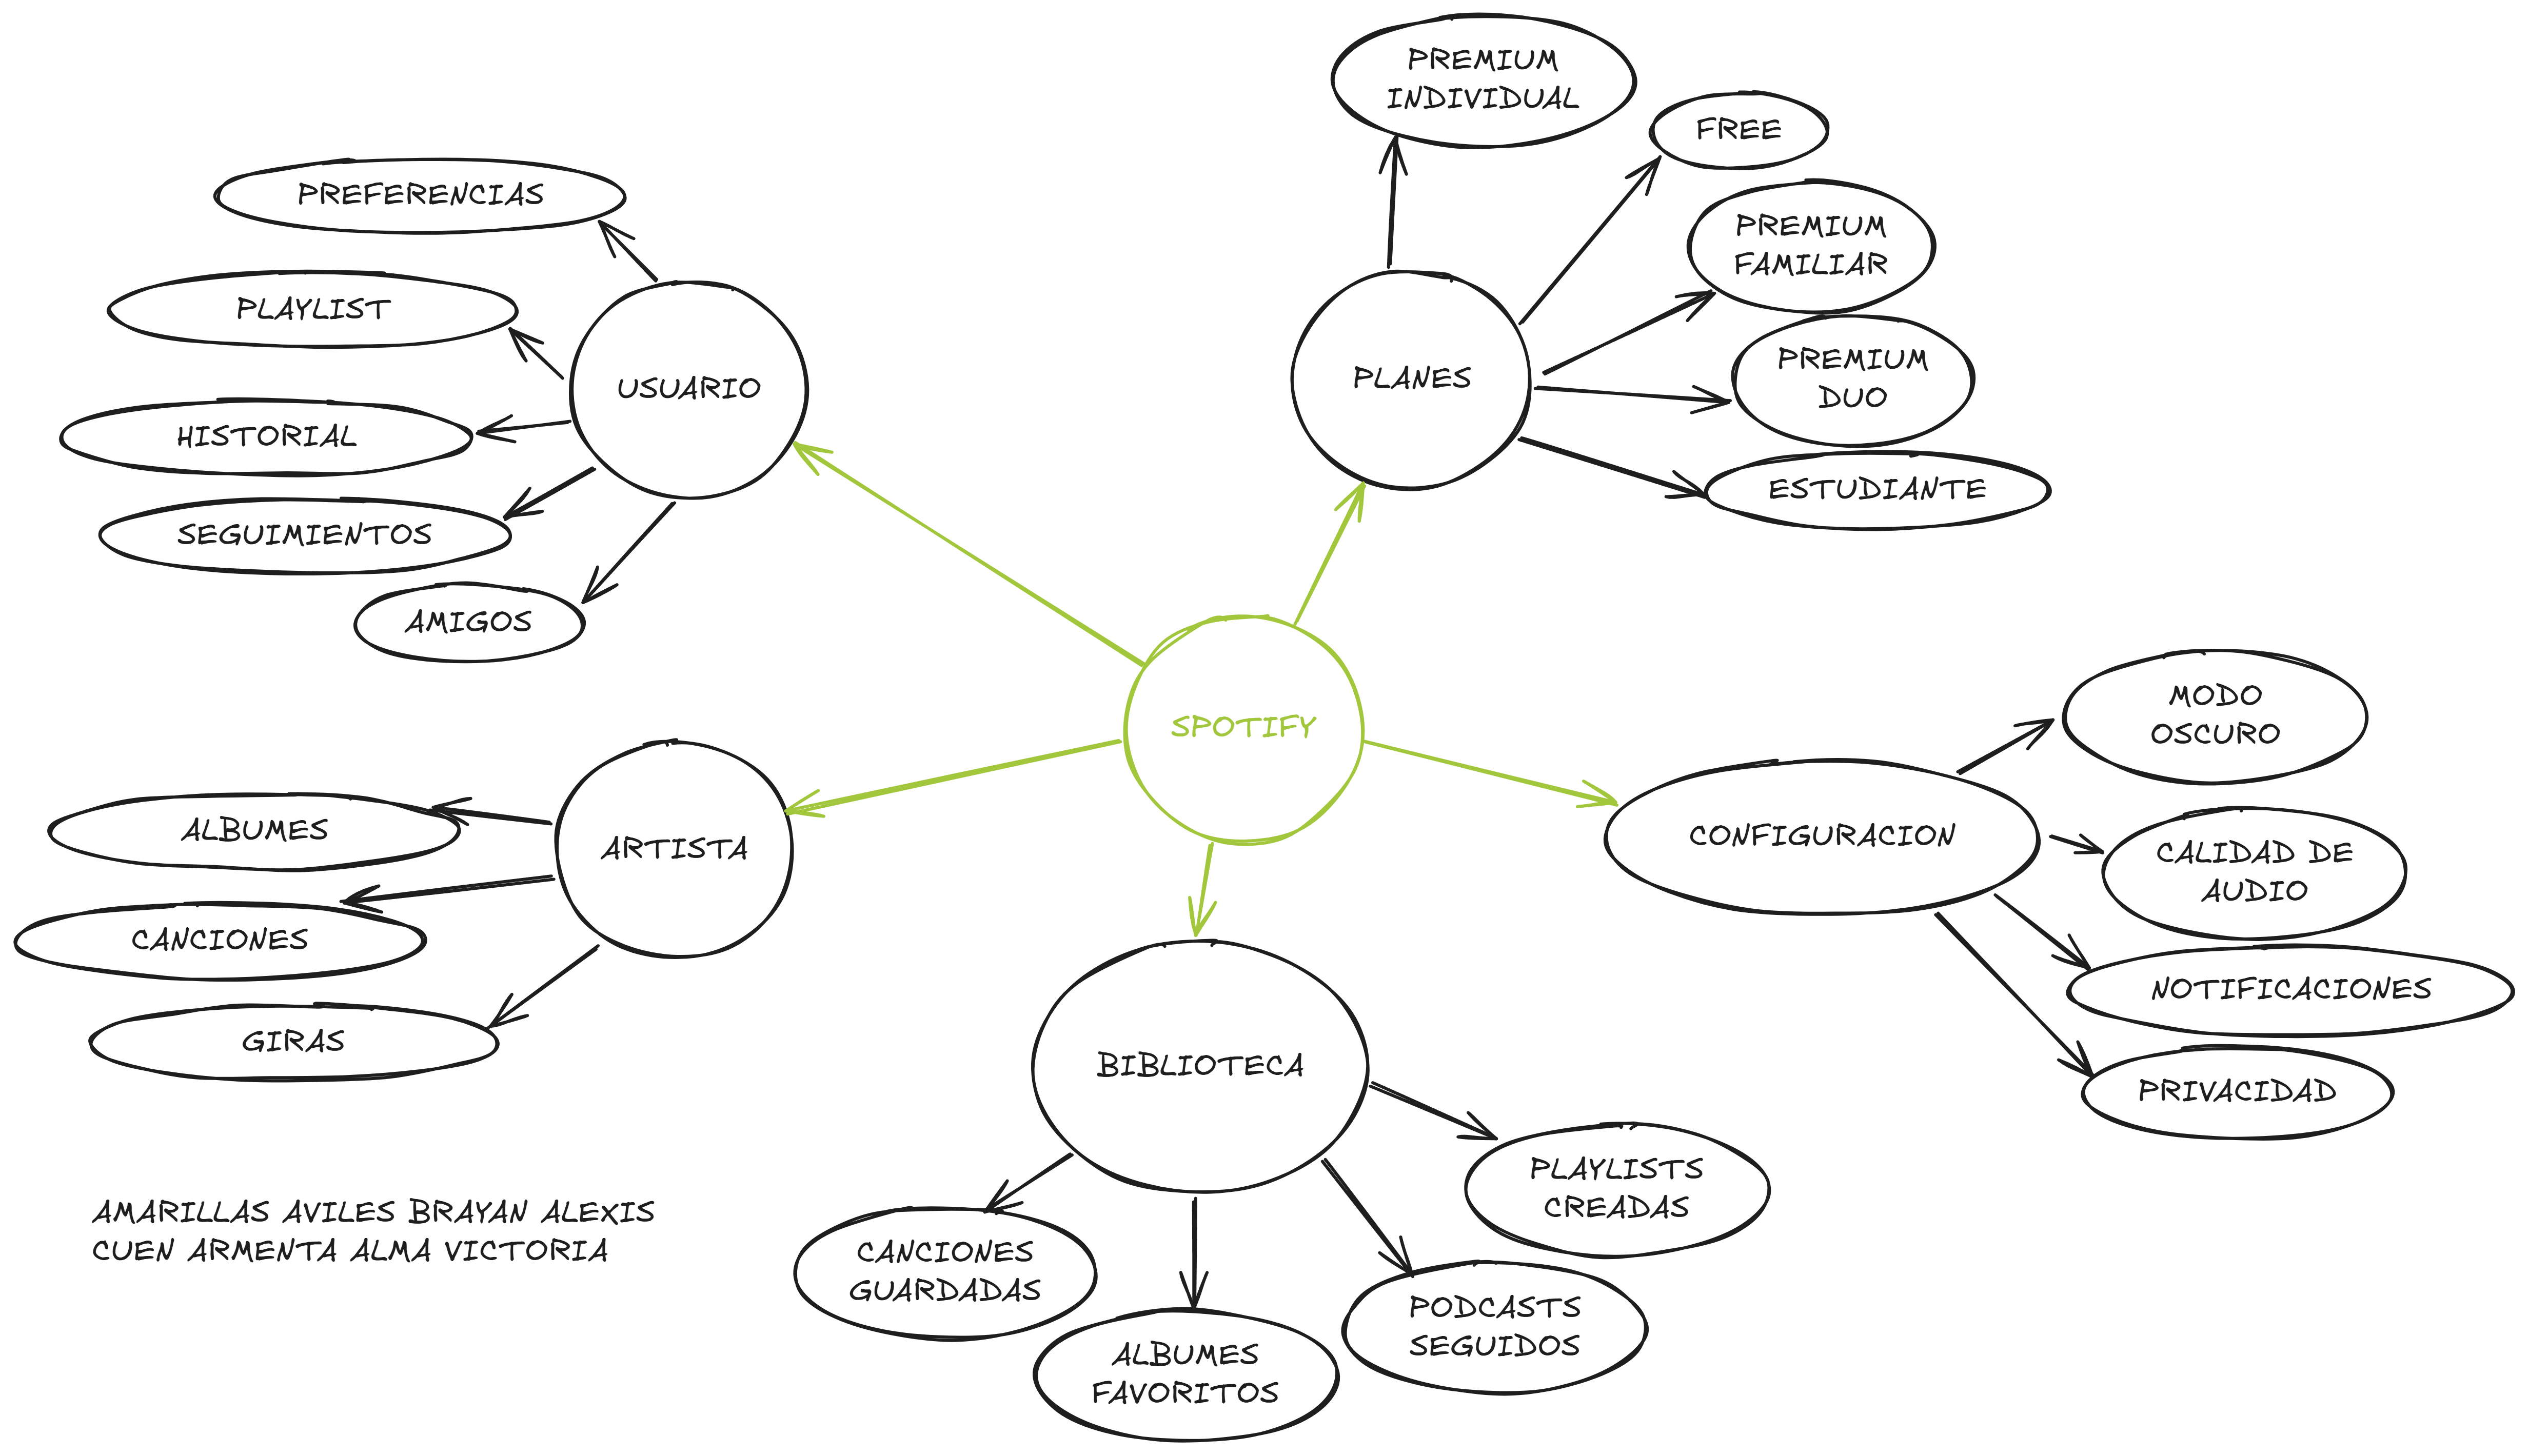 PREMIUM
INDIVIDUAL
FREE
PREMIUM
FAMILIAR
PREMIUM
DUO
ESTUDIANTE
PLANES
PREFERENCIAS
PLAYLIST
HISTORIAL
SEGUIMIENTOS
AMIGOS
USUARIO
SPOTIFY
MODO
OSCURO
CALIDAD DE
AUDIO
NOTIFICACIONES
PRIVACIDAD
CONFIGURACION
ARTISTA
ALBUMES
CANCIONES
GIRAS
BIBLIOTECA
PLAYLISTS
CREADAS
PODCASTS
SEGUIDOS
ALBUMES
FAVORITOS
CANCIONES
GUARDADAS
AMARILLAS AVILES BRAYAN ALEXIS
CUEN ARMENTA ALMA VICTORIA